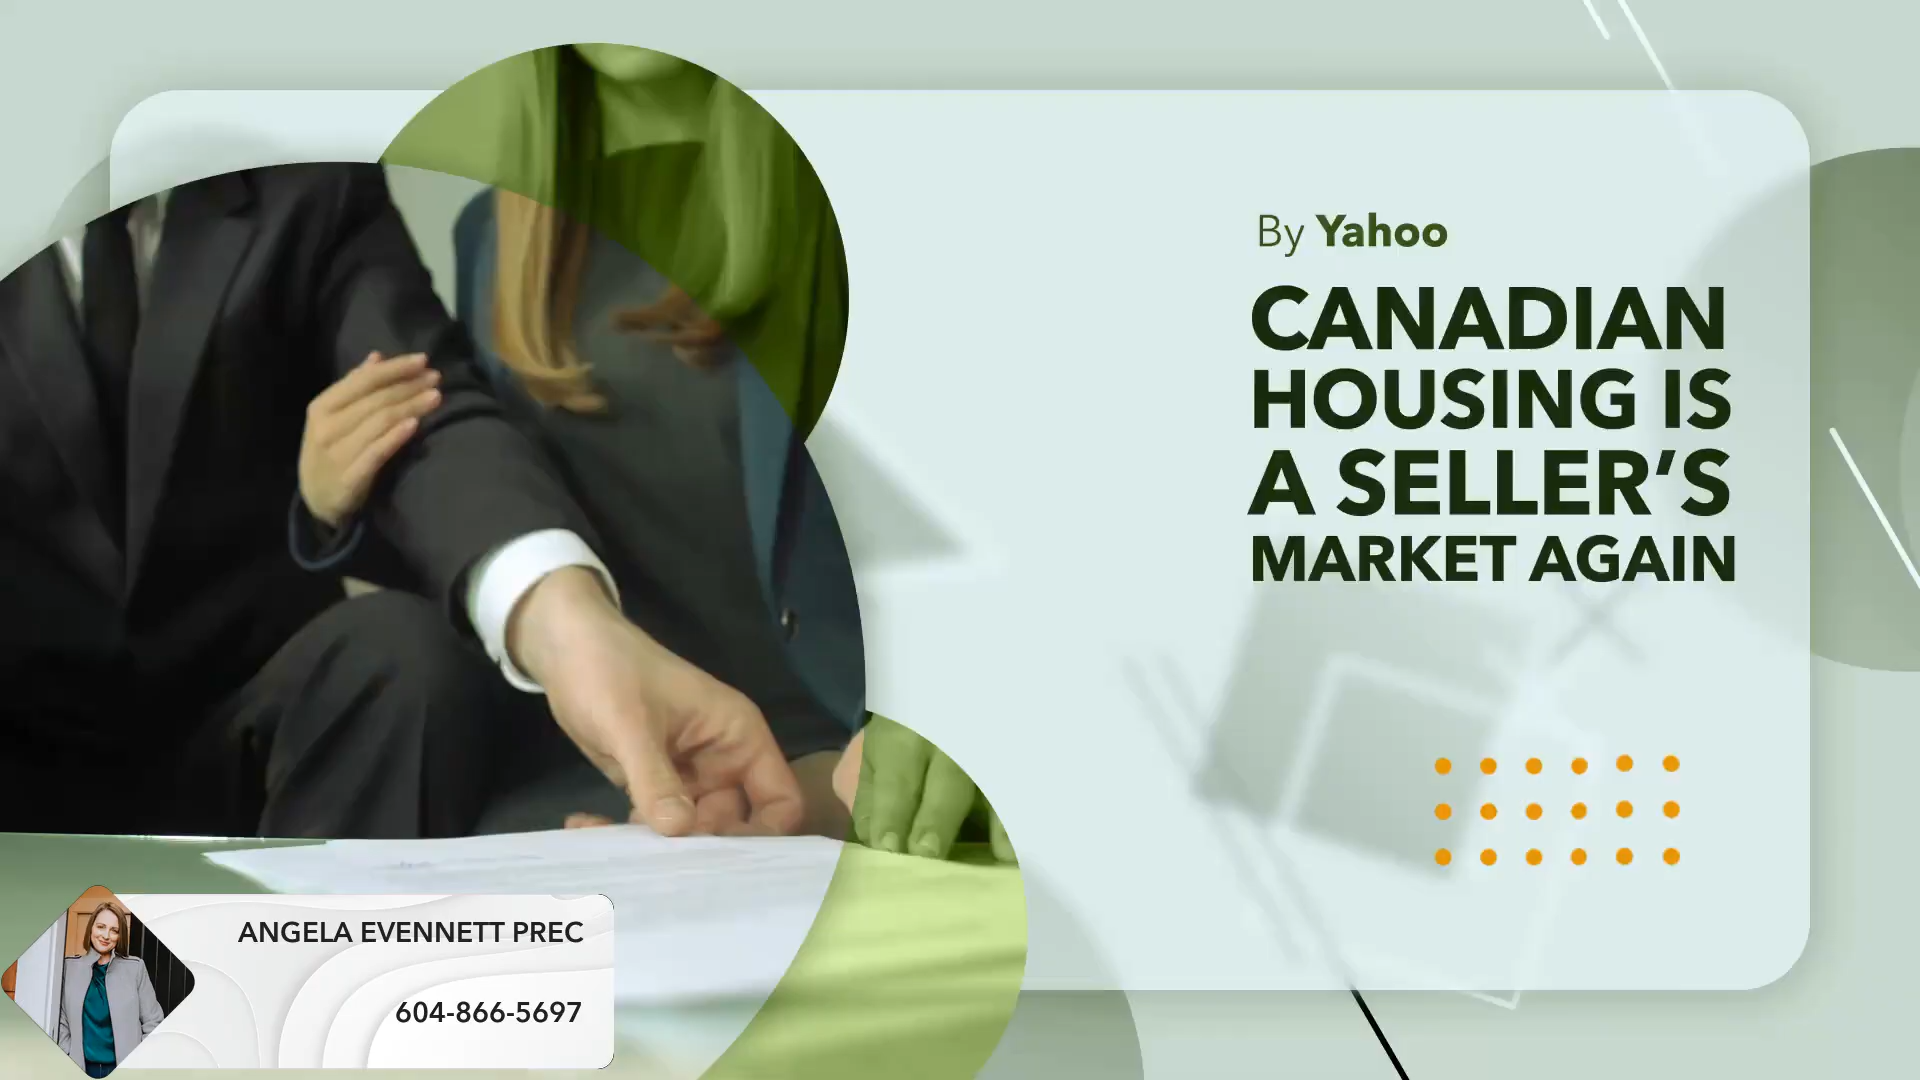 By Yahoo
CANADIAN
HOUSING IS
A SELLER’S
MARKET AGAIN
ANGELA EVENNETT PREC
604-866-5697